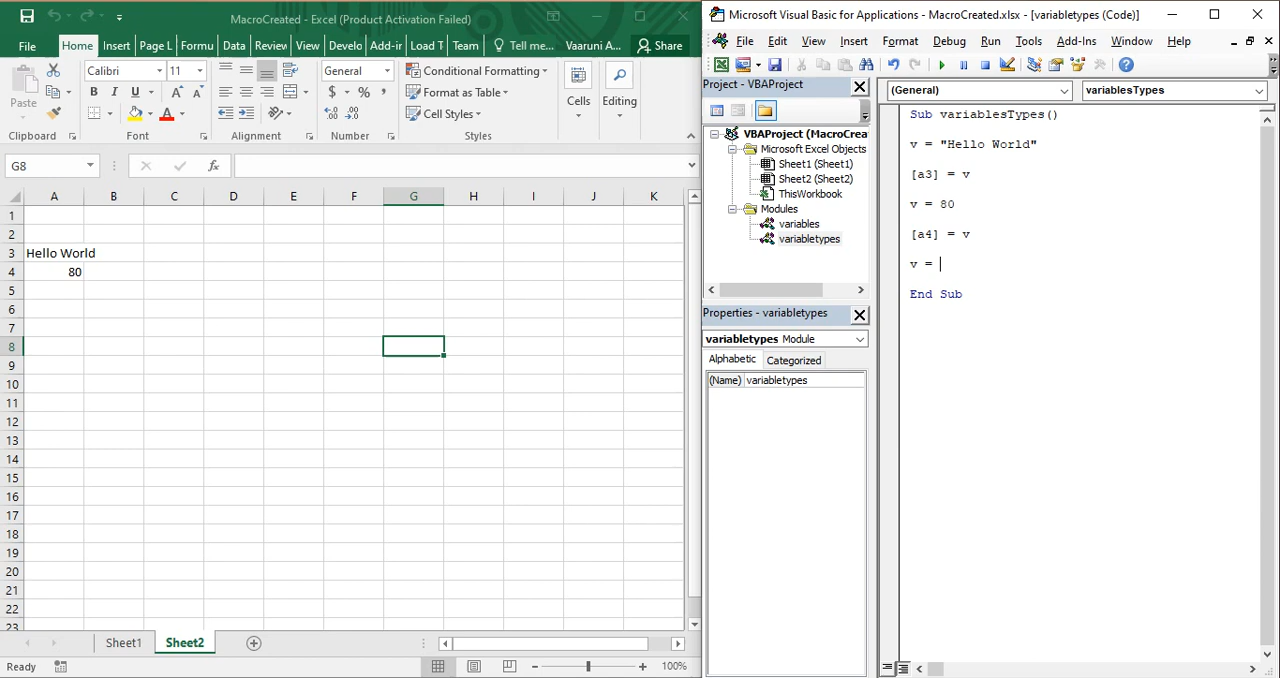 MacroCreated - Excel (Product Activation Failed)
File Home Insert Page L Formu Data Review View Develo Add-ir Load T Team Tell me... Vaaruni A... Share
Paste
Calibri 11
B I U A A
General
$ % ,
Conditional Formatting
Format as Table
Cell Styles
Cells
Editing
Clipboard Font Alignment Number Styles
G8 fx
A B C D E F G H I J K
1
2
3 Hello World
4 80
5
6
7
8
9
10
11
12
13
14
15
16
17
18
19
20
21
22
23
Sheet1 Sheet2
Ready 100%
Microsoft Visual Basic for Applications - MacroCreated.xlsx - [variabletypes (Code)]
File Edit View Insert Format Debug Run Tools Add-Ins Window Help
Project - VBAProject
VBAProject (MacroCrea
Microsoft Excel Objects
Sheet1 (Sheet1)
Sheet2 (Sheet2)
ThisWorkbook
Modules
variables
variabletypes
Properties - variabletypes
variabletypes Module
Alphabetic Categorized
(Name) variabletypes
(General) variablesTypes
Sub variablesTypes()
v = "Hello World"
[a3] = v
v = 80
[a4] = v
v =
End Sub